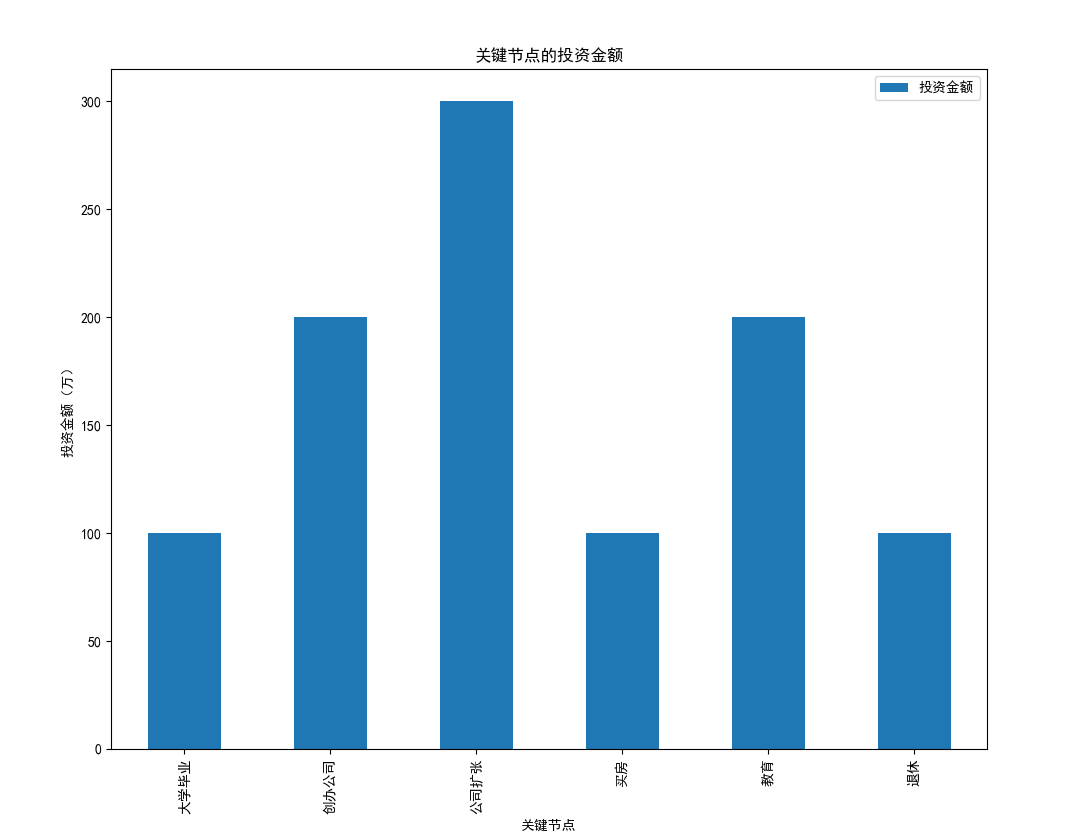 关键节点的投资金额
投资金额
投资金额（万）
300
250
200
150
100
50
0
大学毕业
创办公司
公司扩张
买房
教育
退休
关键节点